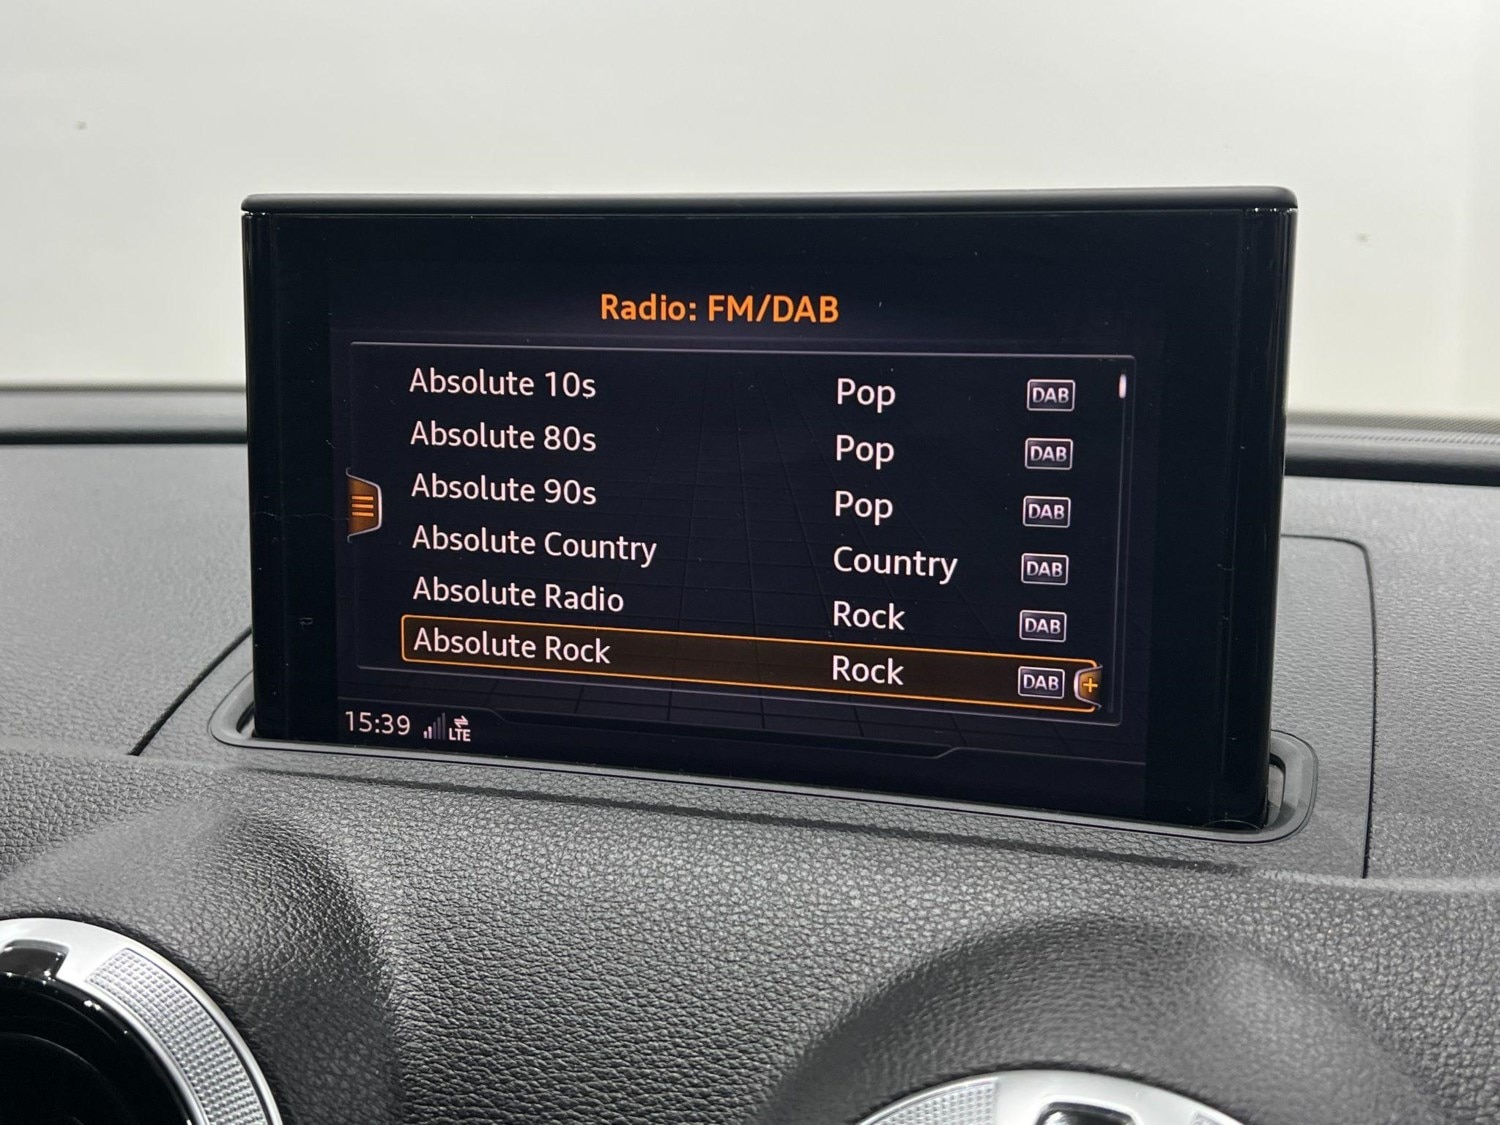 Radio: FM/DAB
Absolute 10s Pop DAB
Absolute 80s Pop DAB
Absolute 90s Pop DAB
Absolute Country Country DAB
Absolute Radio Rock DAB
Absolute Rock Rock DAB +
15:39 LTE